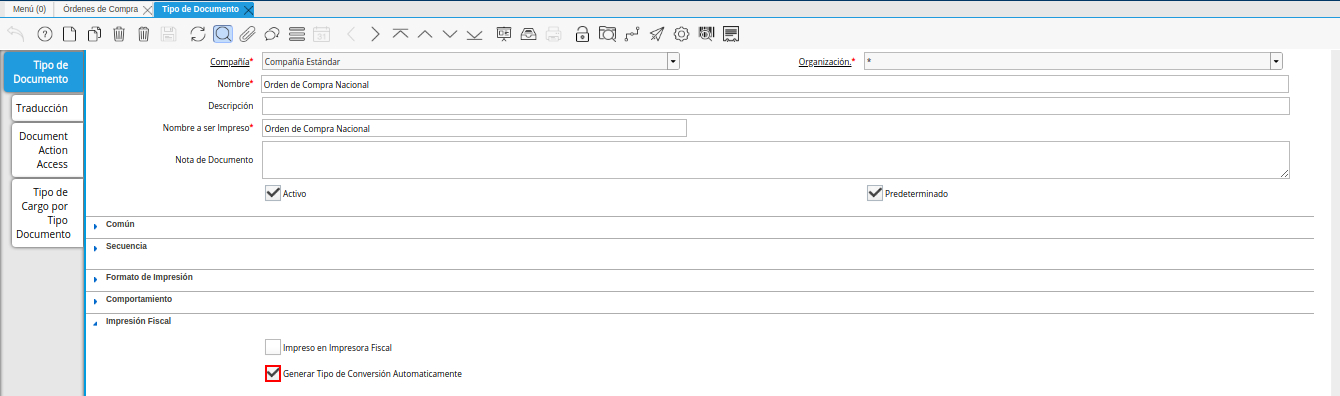 Menú (0) Órdenes de Compra Tipo de Documento
Tipo de
Documento
Traducción
Document
Action
Access
Tipo de
Cargo por
Tipo
Documento
Compañía* Compañía Estándar Organización.* *
Nombre* Orden de Compra Nacional
Descripción
Nombre a ser Impreso* Orden de Compra Nacional
Nota de Documento
Activo Predeterminado
Común
Secuencia
Formato de Impresión
Comportamiento
Impresión Fiscal
Impreso en Impresora Fiscal
Generar Tipo de Conversión Automaticamente